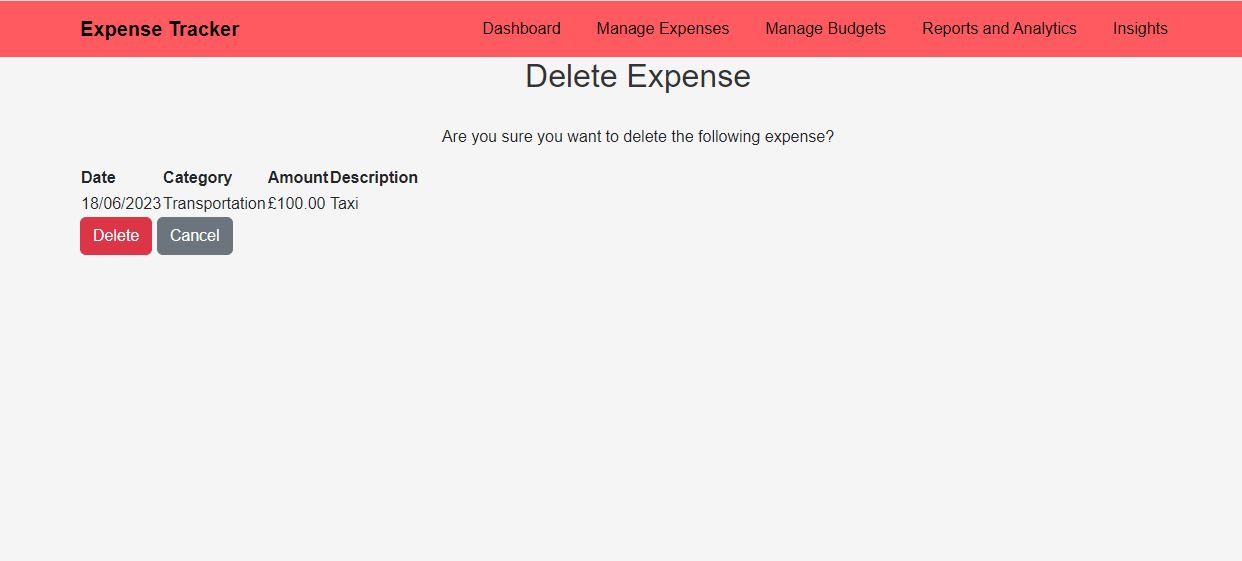 Expense Tracker Dashboard Manage Expenses Manage Budgets Reports and Analytics Insights
Delete Expense
Are you sure you want to delete the following expense?
Date Category Amount Description
18/06/2023 Transportation £100.00 Taxi
Delete Cancel